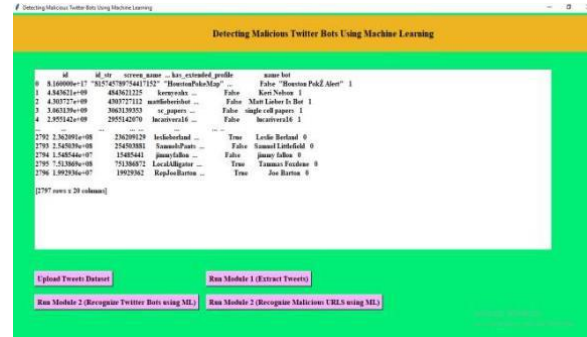 Detecting Malicious Twitter Bots Using Machine Learning
Detecting Malicious Twitter Bots Using Machine Learning
id id_str screen_name ... has_extended_profile name bot
0 8.160000e+17 "815745789754417152" "HoustonPokeMap" ... False "Houston PokŽ Alert" 1
1 4.843621e+09 4843621225 kernyeahx ... False Keri Nelson 1
2 4.303727e+09 4303727112 mattlieberisbot ... False Matt Lieber Is Bot 1
3 3.063139e+09 3063139353 sc_papers ... False single cell papers 1
4 2.955142e+09 2955142070 lucarivera16 ... False lucarivera16 1
... ... ... ... ... ... ...
2792 2.362091e+08 236209129 leslieberland ... True Leslie Berland 0
2793 2.545039e+08 254503881 SammelsPants ... False Samuel Littlefield 0
2794 1.548544e+07 15485441 jimmyfallon ... False jimmy fallon 0
2795 7.513869e+08 751386872 LocalAlligator ... True Tammas Foxdene 0
2796 1.992936e+07 19929362 RepJoeBarton ... True Joe Barton 0
[2797 rows x 20 columns]
Upload Tweets Dataset
Run Module 1 (Extract Tweets)
Run Module 2 (Recognize Twitter Bots using ML)
Run Module 2 (Recognize Malicious URLS using ML)